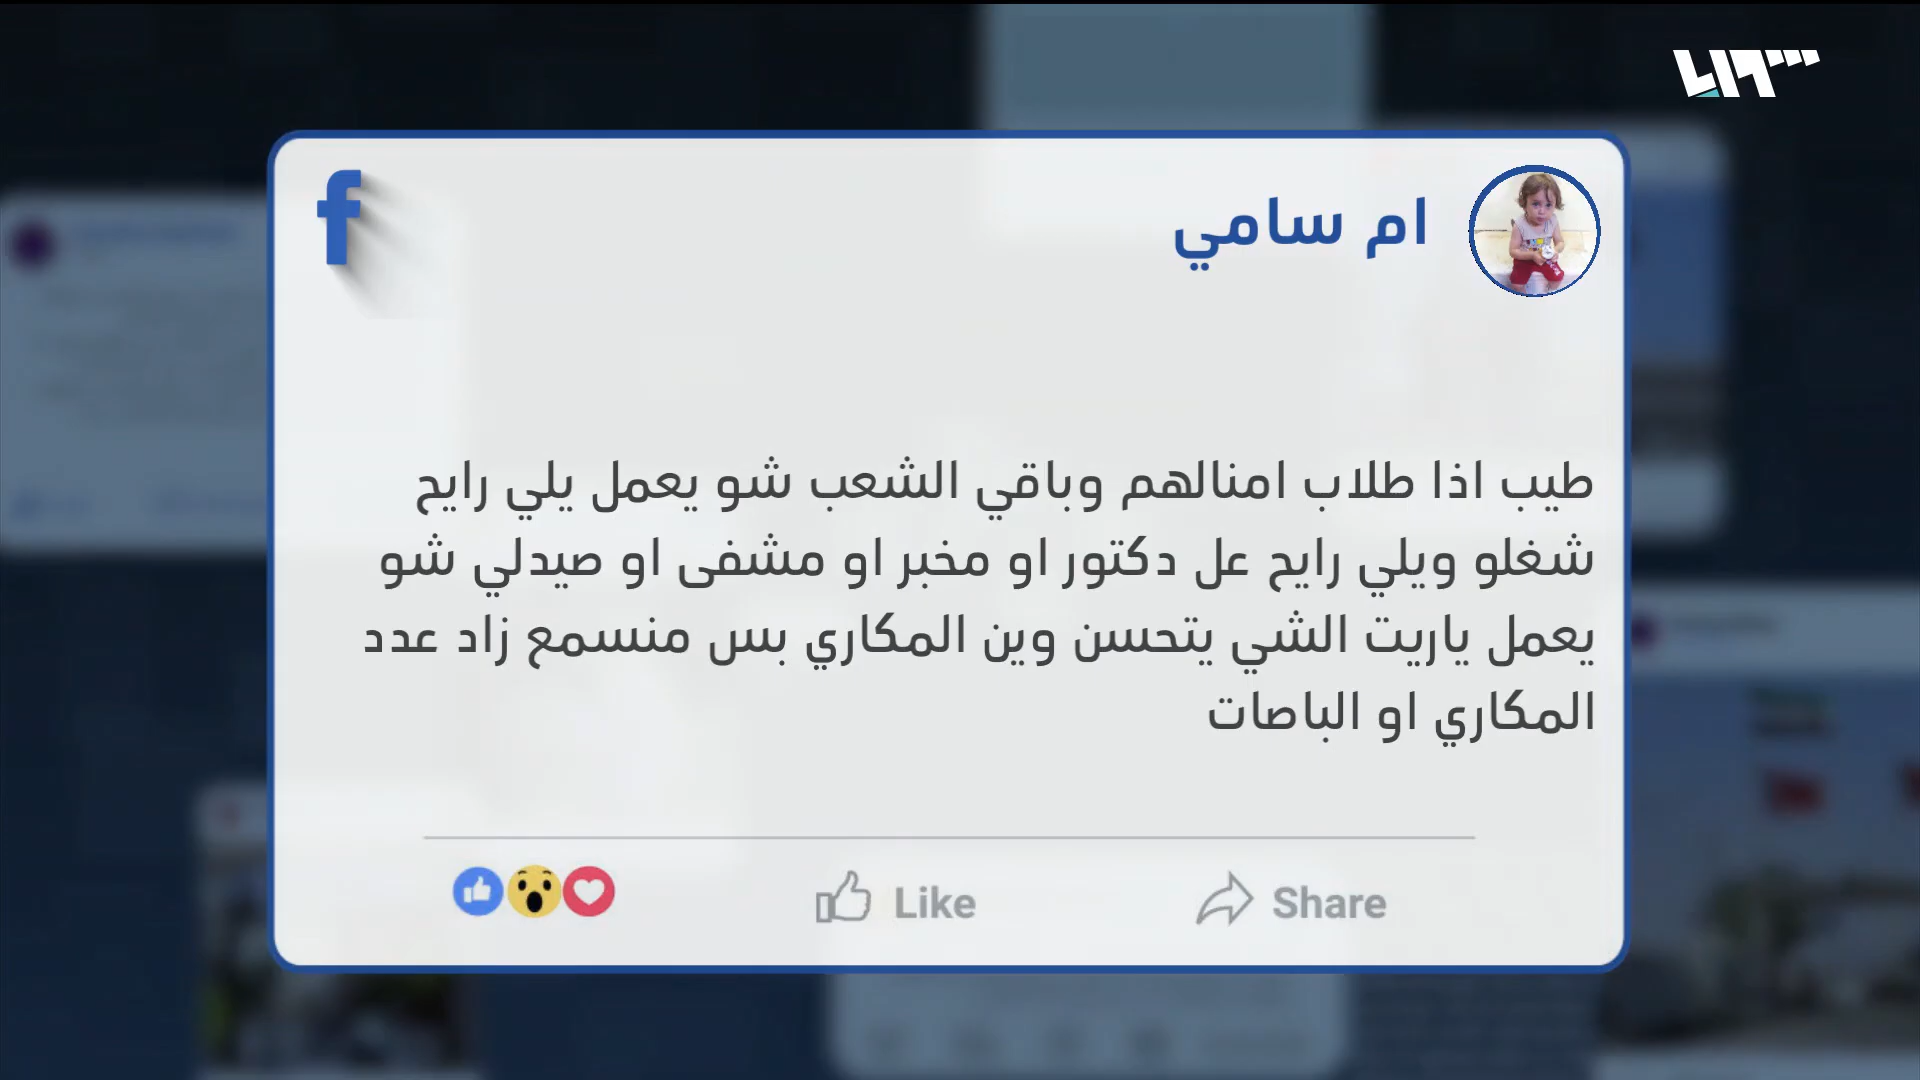 ام سامي
طيب اذا طلاب امنالهم وباقي الشعب شو يعمل يلي رايح
شغلو ويلي رايح عل دكتور او مخبر او مشفى او صيدلي شو
يعمل ياريت الشي يتحسن وين المكاري بس منسمع زاد عدد
المكاري او الباصات
Like
Share